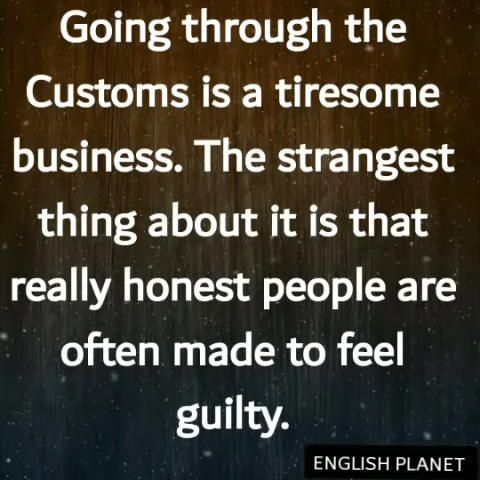 Going through the
Customs is a tiresome
business. The strangest
thing about it is that
really honest people are
often made to feel
guilty.
ENGLISH PLANET